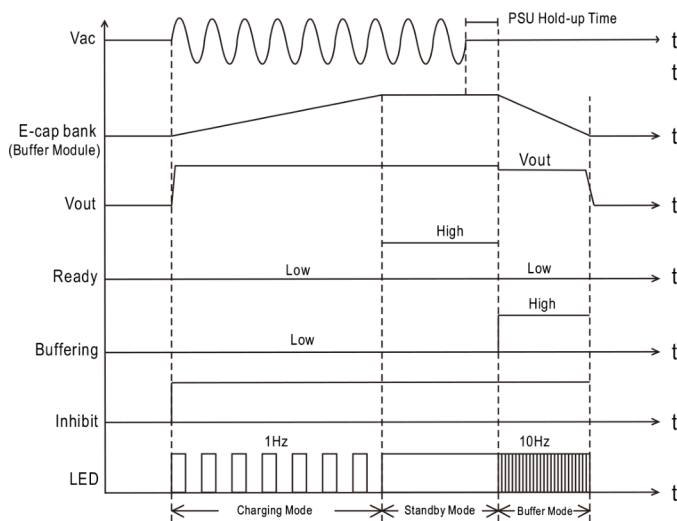 PSU Hold-up Time
Vac
t
t
E-cap bank
(Buffer Module)
t
Vout
Vout
t
High
Ready
Low
Low
t
High
Buffering
Low
t
Inhibit
t
1Hz
10Hz
LED
t
Charging Mode
Standby Mode
Buffer Mode